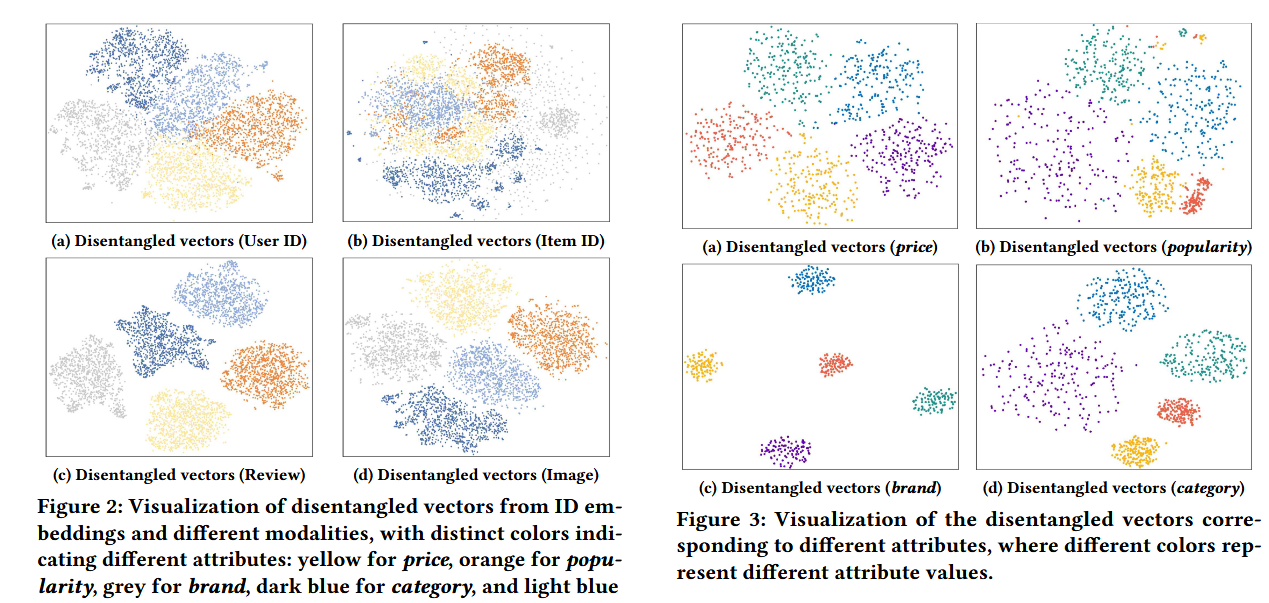 (a) Disentangled vectors (User ID)
(b) Disentangled vectors (Item ID)
(c) Disentangled vectors (Review)
(d) Disentangled vectors (Image)
Figure 2: Visualization of disentangled vectors from ID em-
beddings and different modalities, with distinct colors indi-
cating different attributes: yellow for price, orange for popu-
larity, grey for brand, dark blue for category, and light blue
(a) Disentangled vectors (price)
(b) Disentangled vectors (popularity)
(c) Disentangled vectors (brand)
(d) Disentangled vectors (category)
Figure 3: Visualization of the disentangled vectors corre-
sponding to different attributes, where different colors rep-
resent different attribute values.